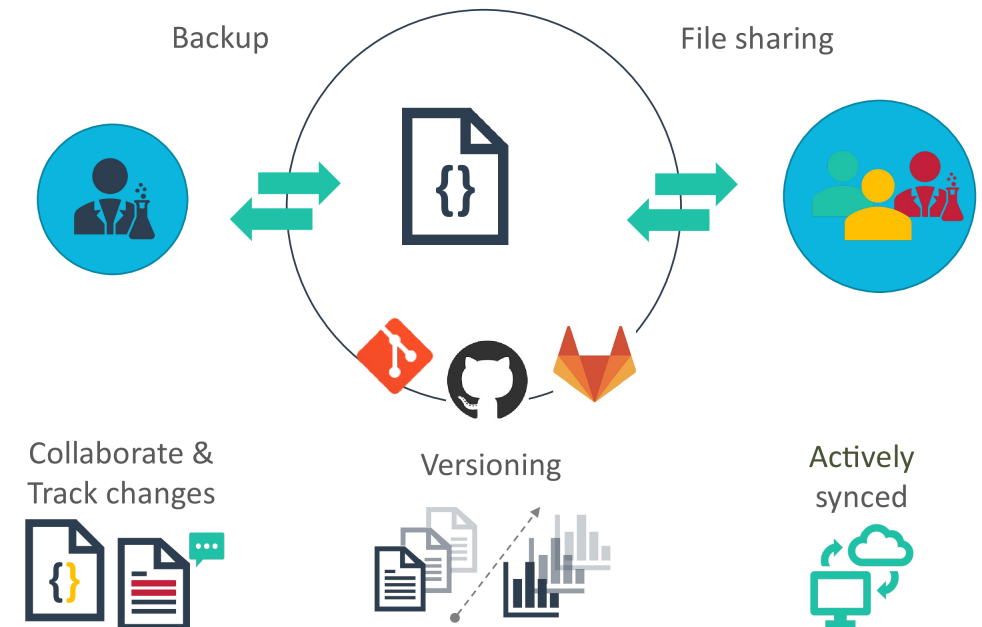 Backup
File sharing
{}
Collaborate &
Track changes
Versioning
Actively
synced
{}